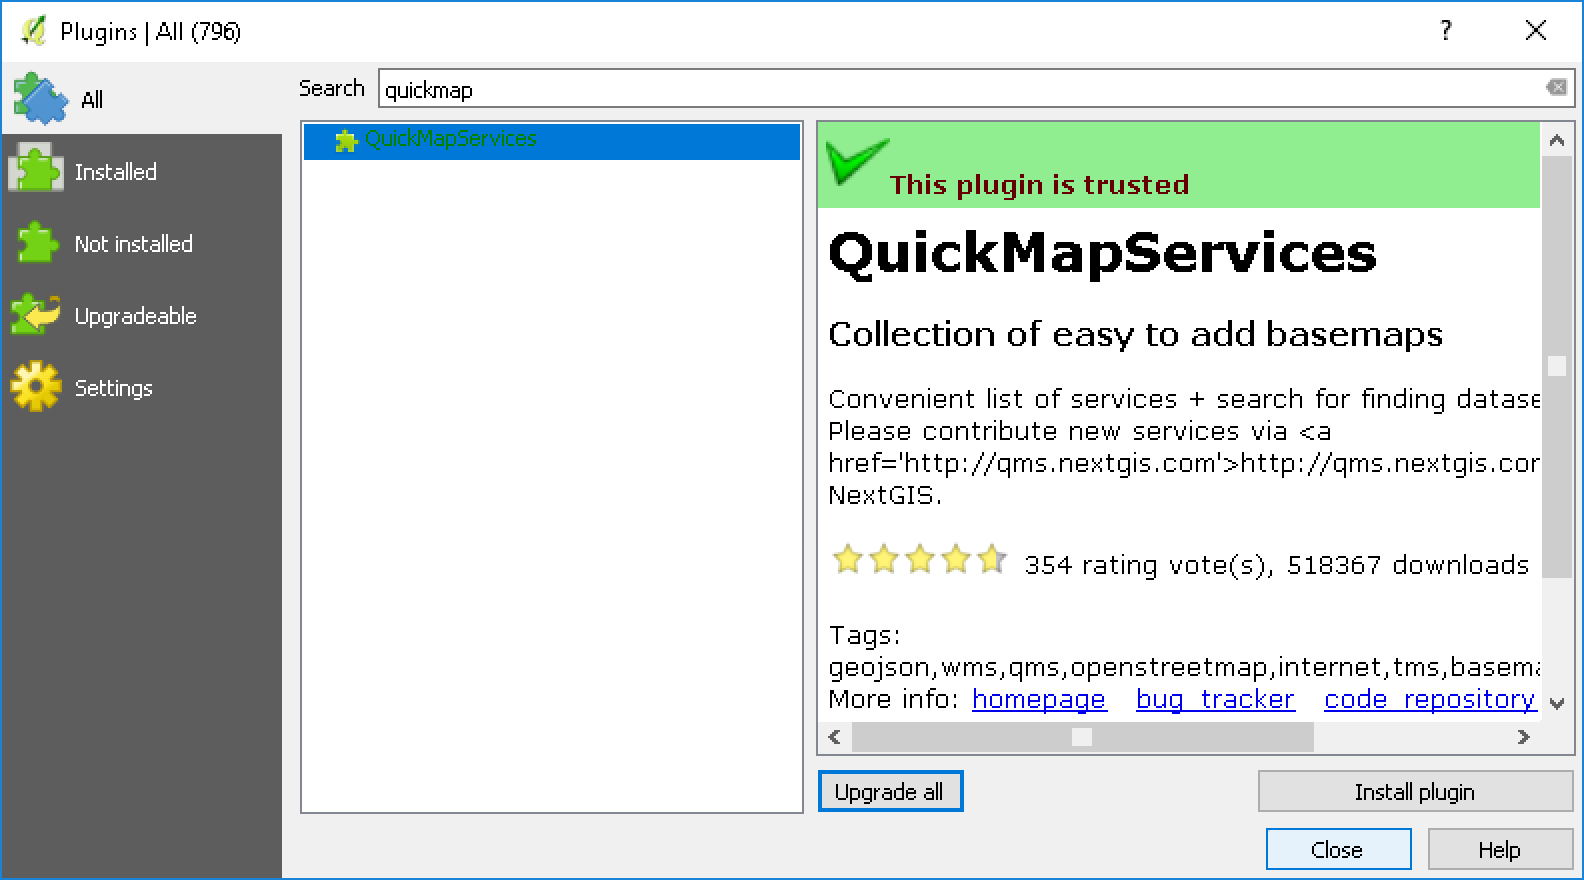 Plugins | All (796)
?
All
Installed
Not installed
Upgradeable
Settings
Search
quickmap
QuickMapServices
This plugin is trusted
QuickMapServices
Collection of easy to add basemaps
Convenient list of services + search for finding datase
Please contribute new services via <a
href='http://qms.nextgis.com'>http://qms.nextgis.cor
NextGIS.
354 rating vote(s), 518367 downloads
Tags:
geojson,wms,qms,openstreetmap,internet,tms,basema
More info: homepage bug tracker code repository
Upgrade all
Install plugin
Close
Help